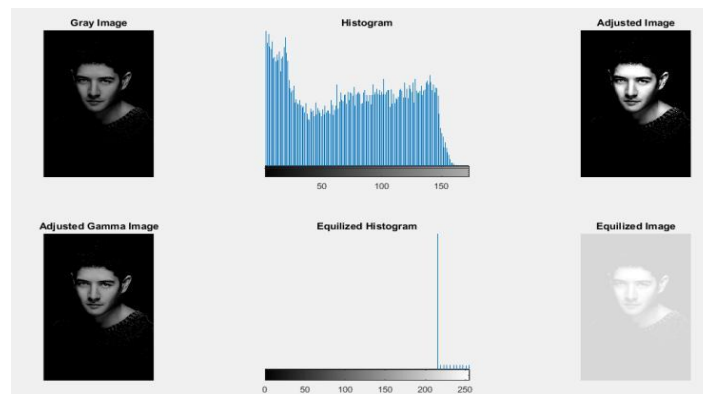 Gray Image
Histogram
Adjusted Image
50 100 150
Adjusted Gamma Image
Equilized Histogram
Equilized Image
0 50 100 150 200 250